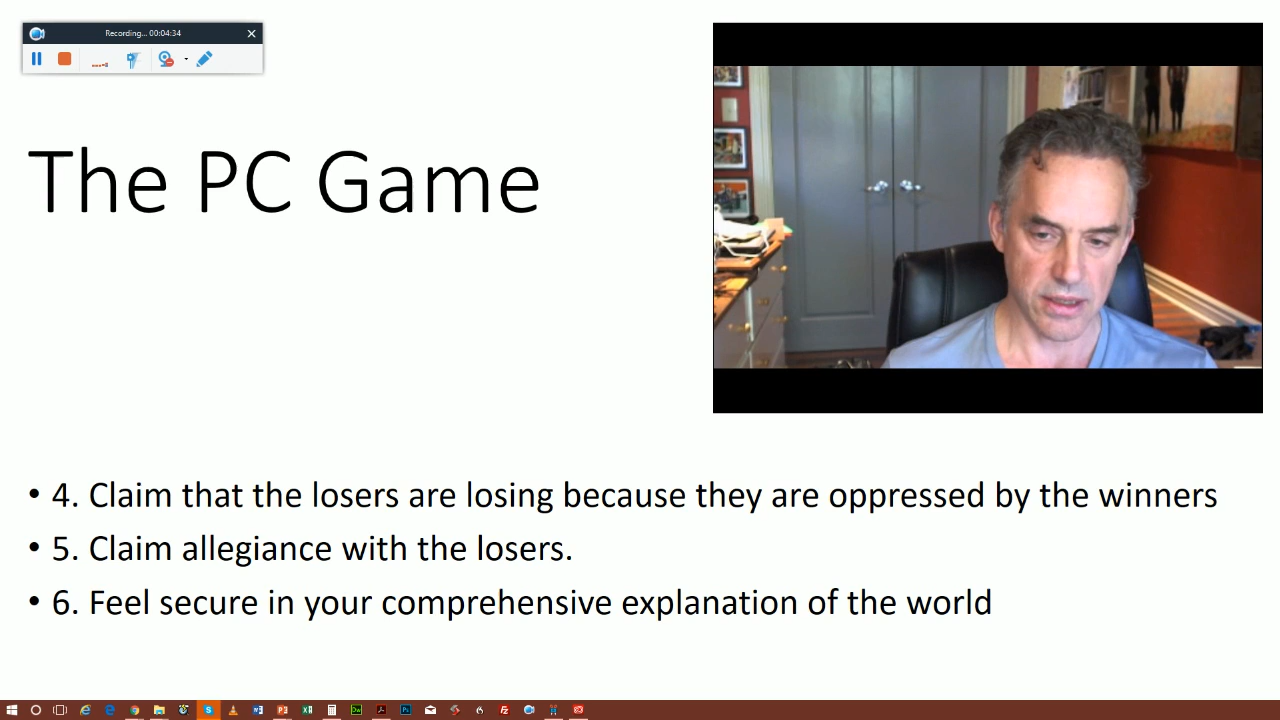 Recording... 00:04:34
The PC Game
• 4. Claim that the losers are losing because they are oppressed by the winners
• 5. Claim allegiance with the losers.
• 6. Feel secure in your comprehensive explanation of the world